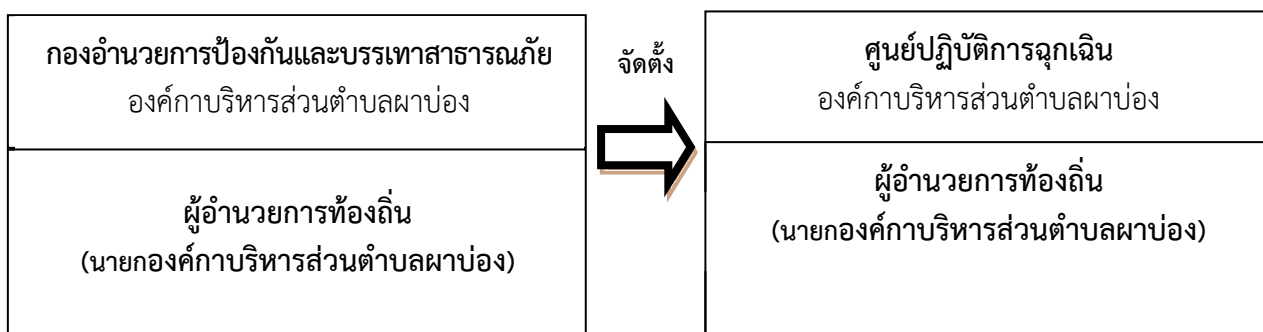 กองอำนวยการป้องกันและบรรเทาสาธารณภัย
องค์กาบริหารส่วนตำบลผาบ่อง
ผู้อำนวยการท้องถิ่น
(นายกองค์กาบริหารส่วนตำบลผาบ่อง)
จัดตั้ง
ศูนย์ปฏิบัติการฉุกเฉิน
องค์กาบริหารส่วนตำบลผาบ่อง
ผู้อำนวยการท้องถิ่น
(นายกองค์กาบริหารส่วนตำบลผาบ่อง)